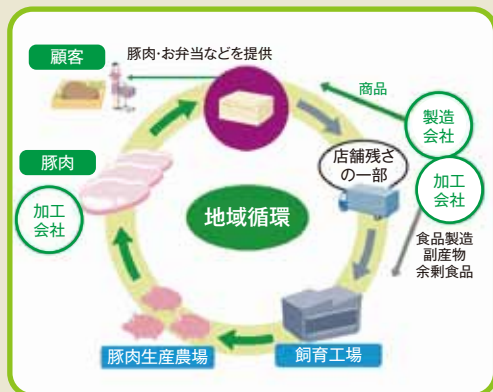 顧客
豚肉・お弁当などを提供
商品
製造
会社
豚肉
店舗残さ
の一部
加工
会社
加工
会社
地域循環
食品製造
副産物
余剰食品
豚肉生産農場
飼育工場